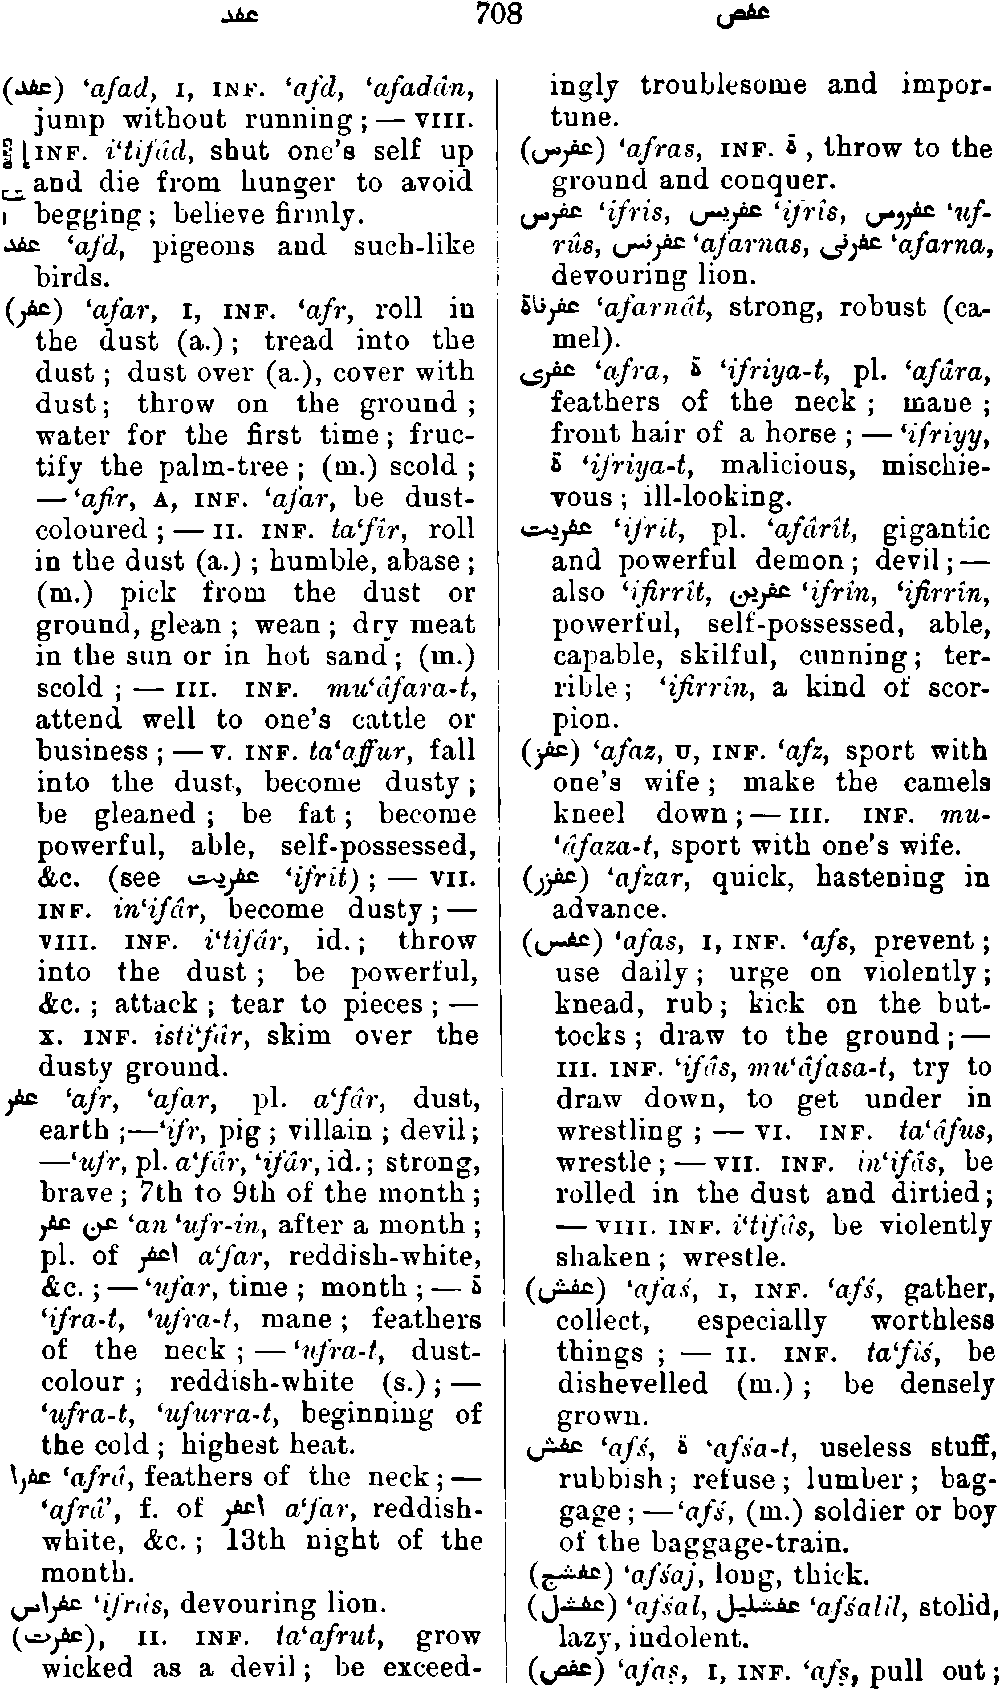 عفد 708 عفص
(عفد) ‘afad, I, INF. ‘afd, ‘afadân,
jump without running; — VIII.
INF. i‘tifâd, shut one's self up
and die from hunger to avoid
begging; believe firmly.
عفد ‘afd, pigeons and such-like
birds.
(عفر) ‘afar, I, INF. ‘afr, roll in
the dust (a.); tread into the
dust; dust over (a.), cover with
dust; throw on the ground;
water for the first time; fruc-
tify the palm-tree; (m.) scold;
— ‘afir, A, INF. ‘afar, be dust-
coloured; — II. INF. ta‘fîr, roll
in the dust (a.); humble, abase;
(m.) pick from the dust or
ground, glean; wean; dry meat
in the sun or in hot sand; (m.)
scold; — III. INF. mu‘âfara-t,
attend well to one's cattle or
business; — V. INF. ta‘affur, fall
into the dust, become dusty;
be gleaned; be fat; become
powerful, able, self-possessed,
&c. (see عفريت ‘ifrît); — VII.
INF. in‘ifâr, become dusty; —
VIII. INF. i‘tifâr, id.; throw
into the dust; be powerful,
&c.; attack; tear to pieces; —
X. INF. isti‘fâr, skim over the
dusty ground.
عفر ‘afr, ‘afar, pl. a‘fâr, dust,
earth;—‘ifr, pig; villain; devil;
—‘ufr, pl. a‘fâr, ‘ifâr, id.; strong,
brave; 7th to 9th of the month;
عن عفر ‘an ‘ufr-in, after a month;
pl. of اعفر a‘far, reddish-white,
&c.; — ‘ufar, time; month; — ة
‘ifra-t, ‘ufra-t, mane; feathers
of the neck; — ‘ufra-t, dust-
colour; reddish-white (s.); —
‘ufra-t, ‘ufurra-t, beginning of
the cold; highest heat.
عفرا ‘afrâ, feathers of the neck; —
‘afrâ’, f. of اعفر a‘far, reddish-
white, &c.; 13th night of the
month.
عفراس ‘ifrâs, devouring lion.
(عفرت), II. INF. ta‘afrut, grow
wicked as a devil; be exceed-
ingly troublesome and impor-
tune.
(عفرس) ‘afras, INF. ة, throw to the
ground and conquer.
عفرس ‘ifris, عفريس ‘ifrîs, عفروس ‘uf-
rûs, عفرنس ‘afarnas, عفرنى ‘afarna,
devouring lion.
عفرناة ‘afarnât, strong, robust (ca-
mel).
عفرى ‘afra, ة ‘ifriya-t, pl. ‘afâra,
feathers of the neck; mane;
front hair of a horse; — ‘ifriyy,
ة ‘ifriya-t, malicious, mischie-
vous; ill-looking.
عفريت ‘ifrît, pl. ‘afârît, gigantic
and powerful demon; devil; —
also ‘ifirrît, عفرين ‘ifrîn, ‘ifirrîn,
powerful, self-possessed, able,
capable, skilful, cunning; ter-
rible; ‘ifirrîn, a kind of scor-
pion.
(عفز) ‘afaz, U, INF. ‘afz, sport with
one's wife; make the camels
kneel down; — III. INF. mu-
‘âfaza-t, sport with one's wife.
(عفزر) ‘afzar, quick, hastening in
advance.
(عفس) ‘afas, I, INF. ‘afs, prevent;
use daily; urge on violently;
knead, rub; kick on the but-
tocks; draw to the ground; —
III. INF. ‘ifâs, mu‘âfasa-t, try to
draw down, to get under in
wrestling; — VI. INF. ta‘âfus,
wrestle; — VII. INF. in‘ifâs, be
rolled in the dust and dirtied;
— VIII. INF. i‘tifâs, be violently
shaken; wrestle.
(عفش) ‘afaś, I, INF. ‘afś, gather,
collect, especially worthless
things; — II. INF. ta‘fiś, be
dishevelled (m.); be densely
grown.
عفش ‘afś, ة ‘afśa-t, useless stuff,
rubbish; refuse; lumber; bag-
gage; — ‘afś, (m.) soldier or boy
of the baggage-train.
(عفشج) ‘afśaj, long, thick.
(عفشل) ‘afśal, عفشليل ‘afśalîl, stolid,
lazy, indolent.
(عفص) ‘afaṣ, I, INF. ‘afṣ, pull out;